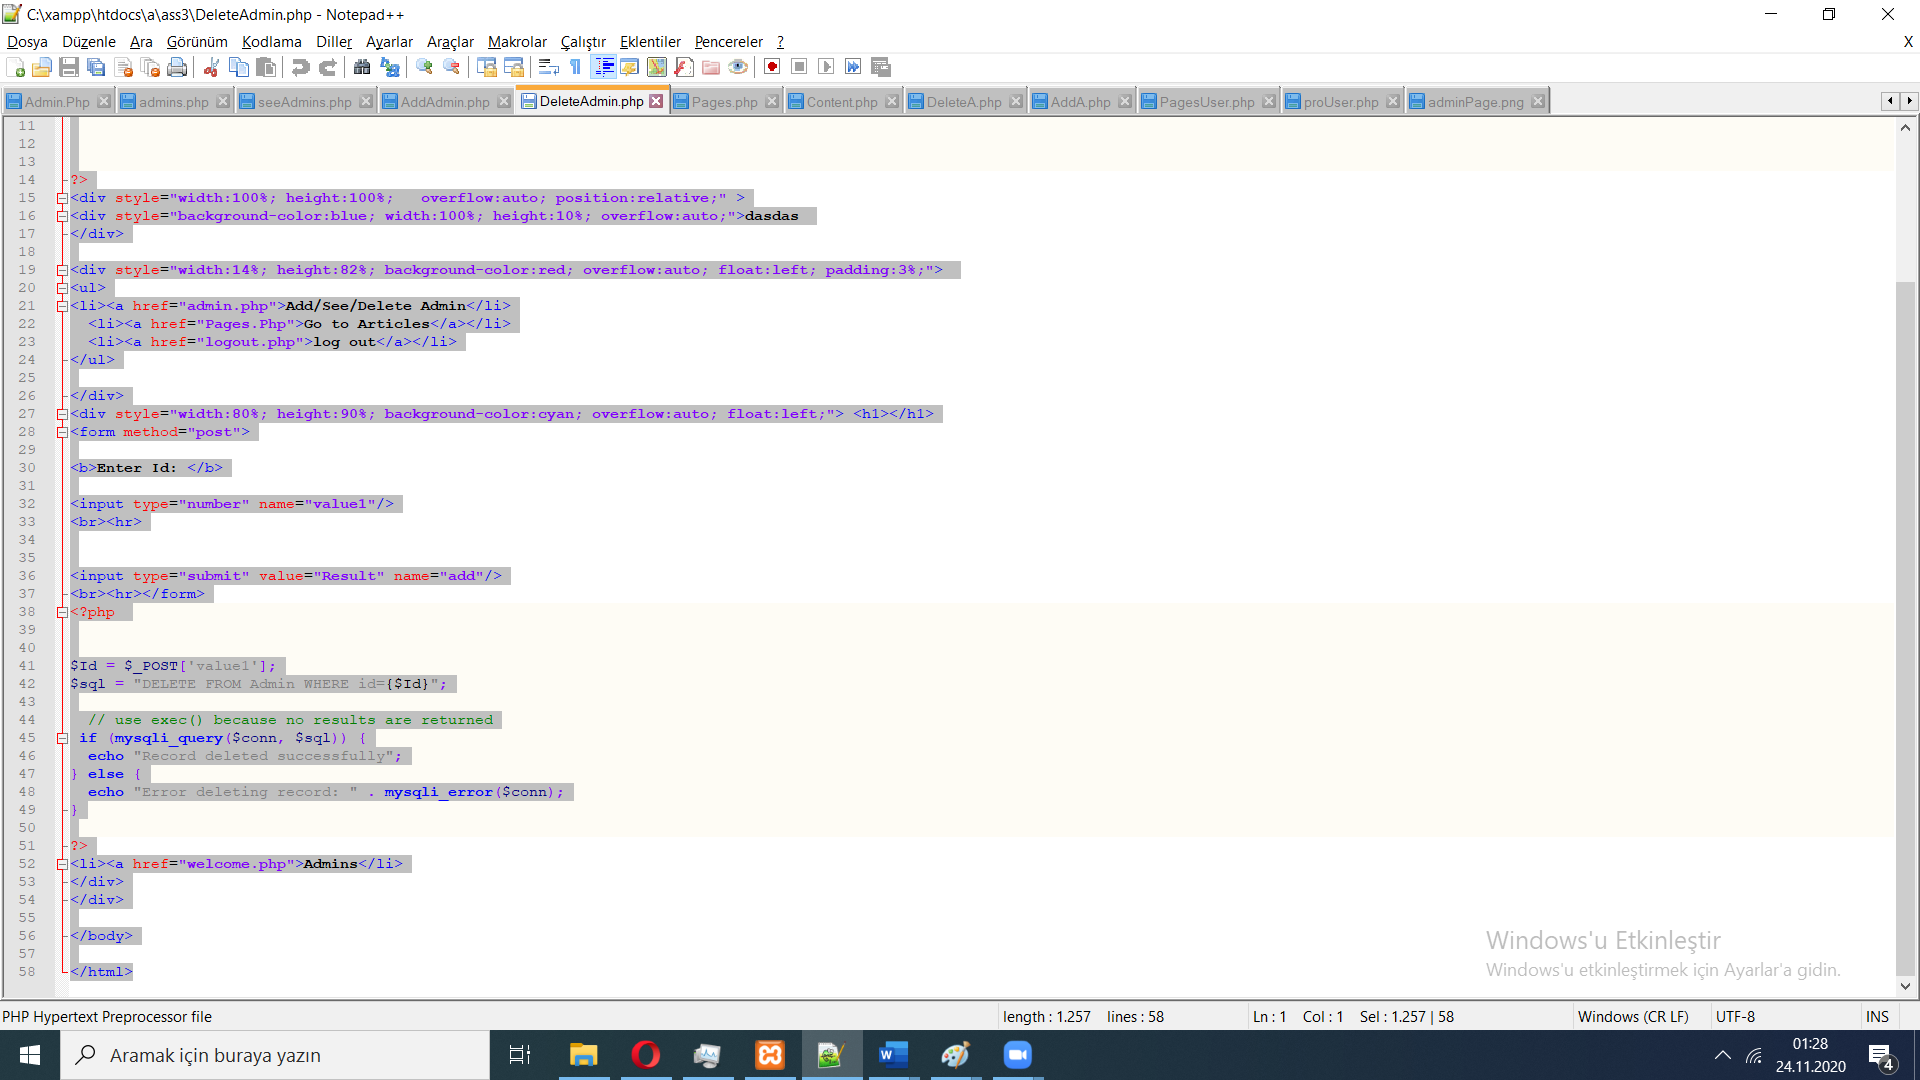 C:\xampp\htdocs\a\ass3\DeleteAdmin.php - Notepad++
Dosya Düzenle Ara Görünüm Kodlama Diller Ayarlar Araçlar Makrolar Çalıştır Eklentiler Pencereler ? X
Admin.Php admins.php seeAdmins.php AddAdmin.php DeleteAdmin.php Pages.php Content.php DeleteA.php AddA.php PagesUser.php proUser.php adminPage.png
11
12
13
14 ?>
15 <div style="width:100%; height:100%;   overflow:auto; position:relative;" >
16 <div style="background-color:blue; width:100%; height:10%; overflow:auto;">dasdas
17 </div>
18
19 <div style="width:14%; height:82%; background-color:red; overflow:auto; float:left; padding:3%;">
20 <ul>
21 <li><a href="admin.php">Add/See/Delete Admin</li>
22   <li><a href="Pages.Php">Go to Articles</a></li>
23   <li><a href="logout.php">log out</a></li>
24 </ul>
25
26 </div>
27 <div style="width:80%; height:90%; background-color:cyan; overflow:auto; float:left;"> <h1></h1>
28 <form method="post">
29
30 <b>Enter Id: </b>
31
32 <input type="number" name="value1"/>
33 <br><hr>
34
35
36 <input type="submit" value="Result" name="add"/>
37 <br><hr></form>
38 <?php
39
40
41 $Id = $_POST['value1'];
42 $sql = "DELETE FROM Admin WHERE id={$Id}";
43
44   // use exec() because no results are returned
45  if (mysqli_query($conn, $sql)) {
46   echo "Record deleted successfully";
47 } else {
48   echo "Error deleting record: " . mysqli_error($conn);
49 }
50
51 ?>
52 <li><a href="welcome.php">Admins</li>
53 </div>
54 </div>
55
56 </body>
57
58 </html>
Windows'u Etkinleştir
Windows'u etkinleştirmek için Ayarlar'a gidin.
PHP Hypertext Preprocessor file length : 1.257 lines : 58 Ln : 1 Col : 1 Sel : 1.257 | 58 Windows (CR LF) UTF-8 INS
Aramak için buraya yazın
01:28
24.11.2020
4